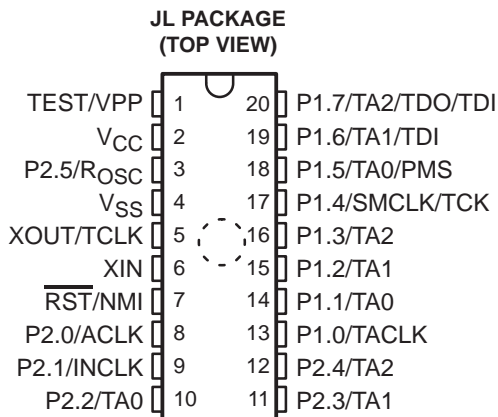 JL PACKAGE
(TOP VIEW)
TEST/VPP 1 20 P1.7/TA2/TDO/TDI
VCC 2 19 P1.6/TA1/TDI
P2.5/ROSC 3 18 P1.5/TA0/PMS
VSS 4 17 P1.4/SMCLK/TCK
XOUT/TCLK 5 16 P1.3/TA2
XIN 6 15 P1.2/TA1
RST/NMI 7 14 P1.1/TA0
P2.0/ACLK 8 13 P1.0/TACLK
P2.1/INCLK 9 12 P2.4/TA2
P2.2/TA0 10 11 P2.3/TA1